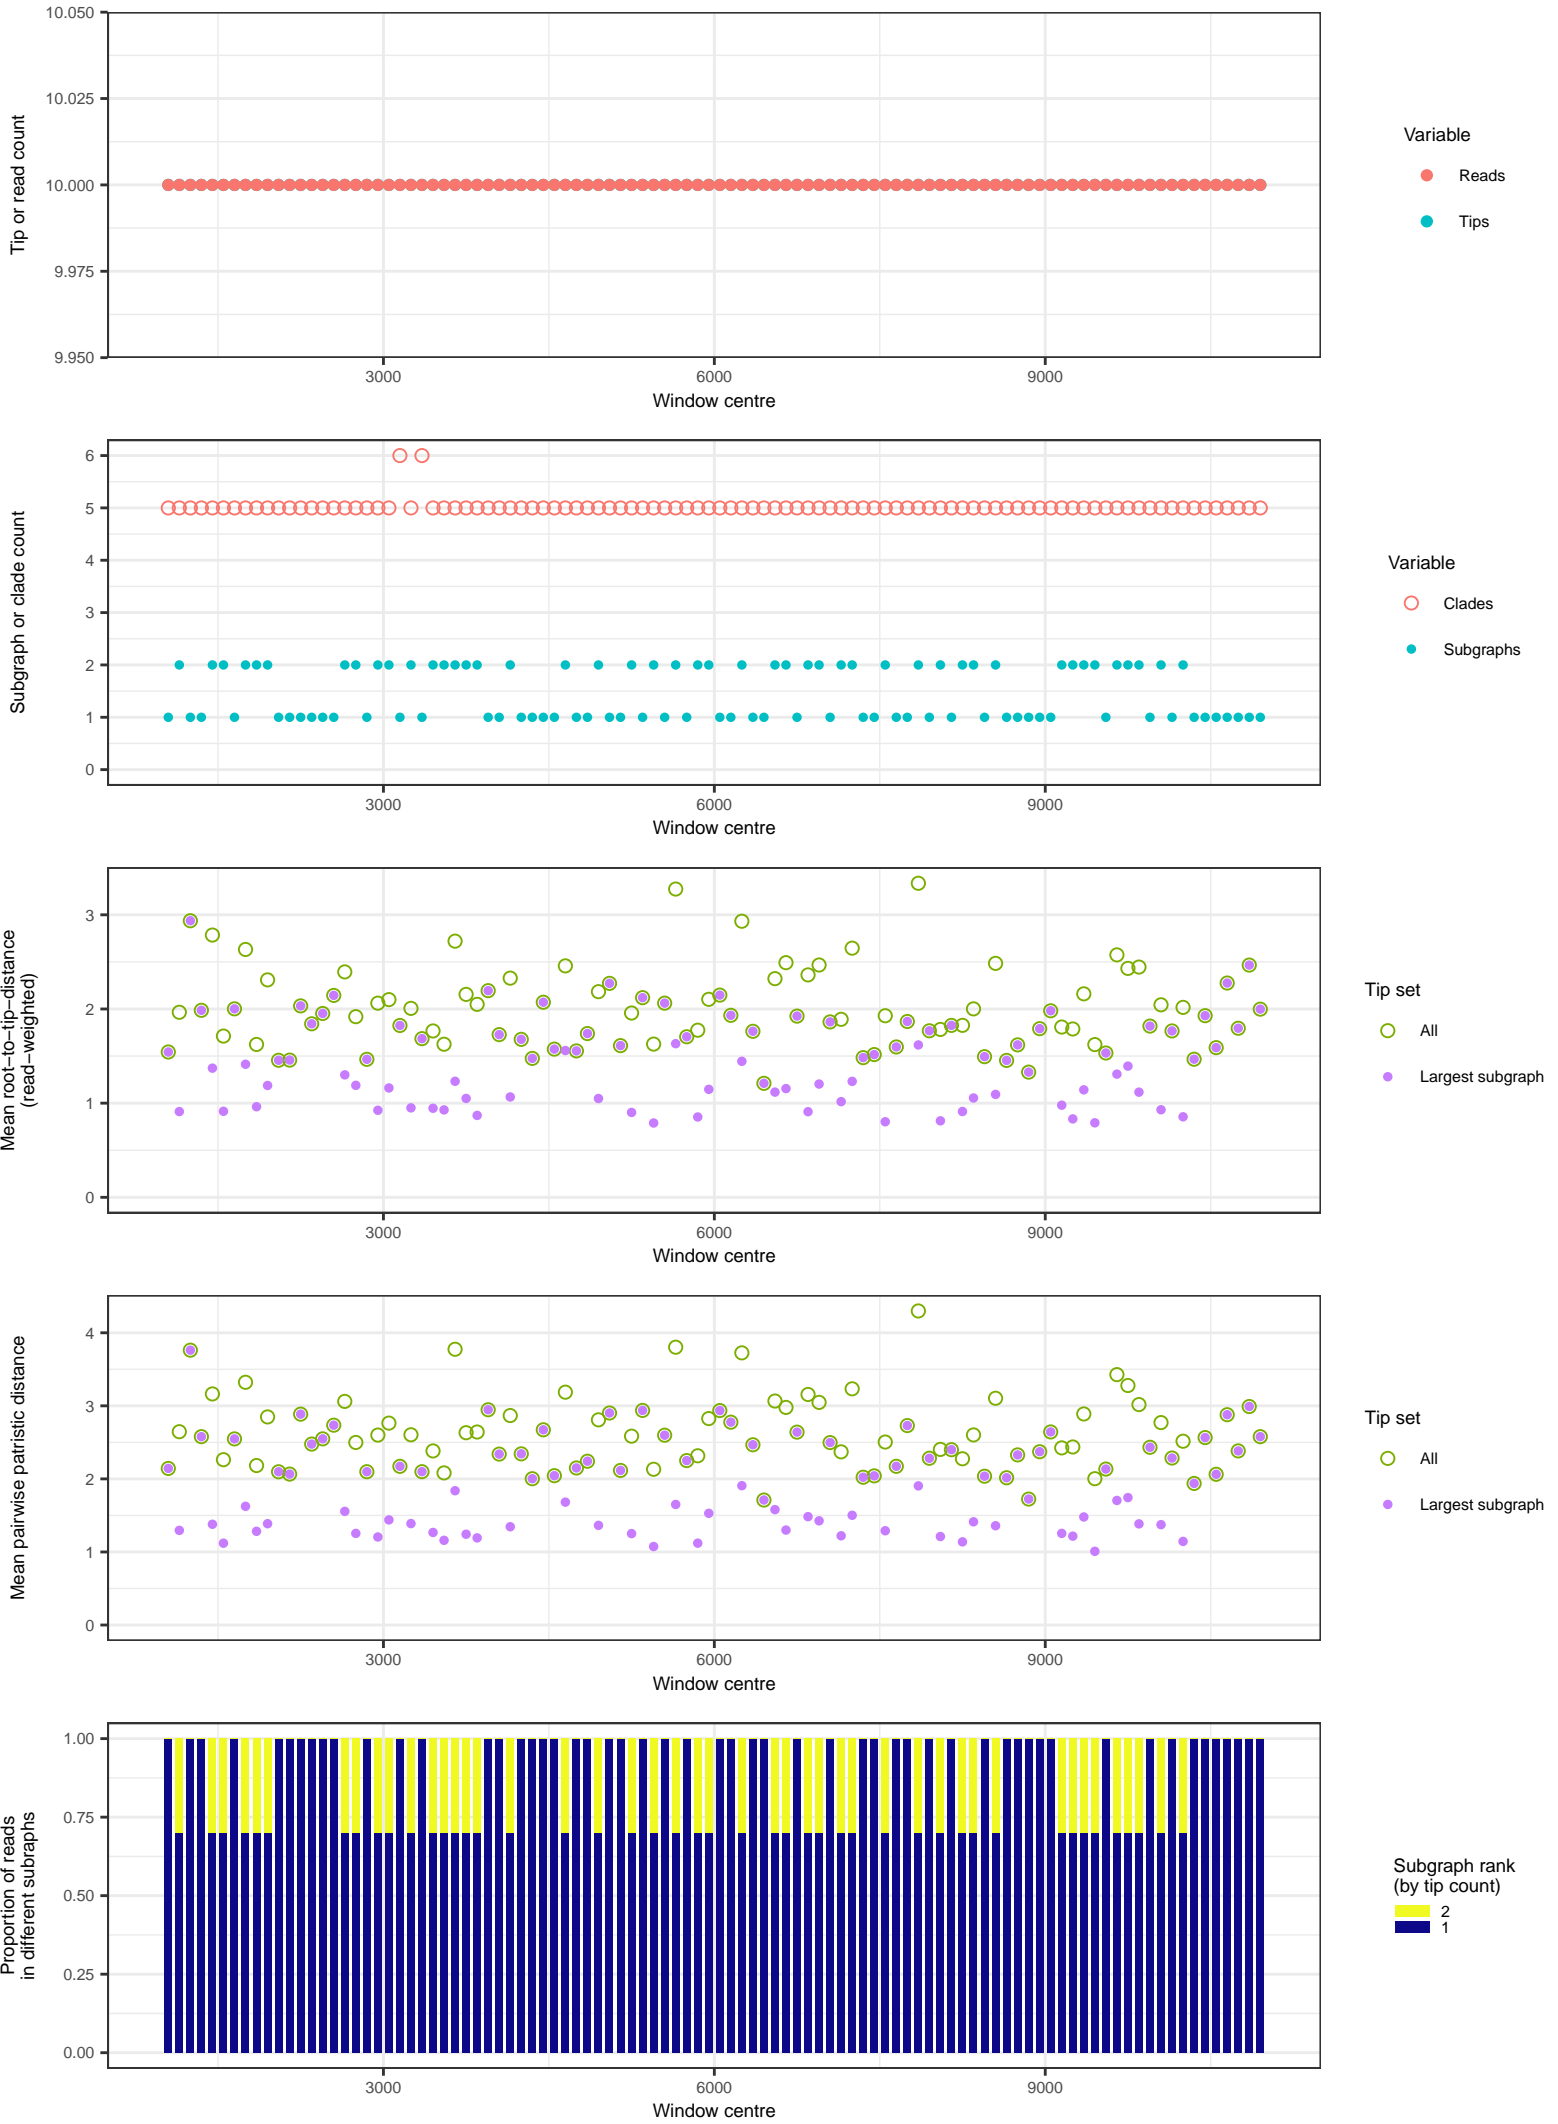 10.050
10.025
10.000
9.975
9.950
Tip or read count
3000 6000 9000
Window centre
Variable
Reads
Tips
6
5
4
3
2
1
0
Subgraph or clade count
3000 6000 9000
Window centre
Variable
Clades
Subgraphs
3
2
1
0
Mean root−to−tip−distance
(read−weighted)
3000 6000 9000
Window centre
Tip set
All
Largest subgraph
4
3
2
1
0
Mean pairwise patristic distance
3000 6000 9000
Window centre
Tip set
All
Largest subgraph
1.00
0.75
0.50
0.25
0.00
Proportion of reads
in different subraphs
3000 6000 9000
Window centre
Subgraph rank
(by tip count)
2
1